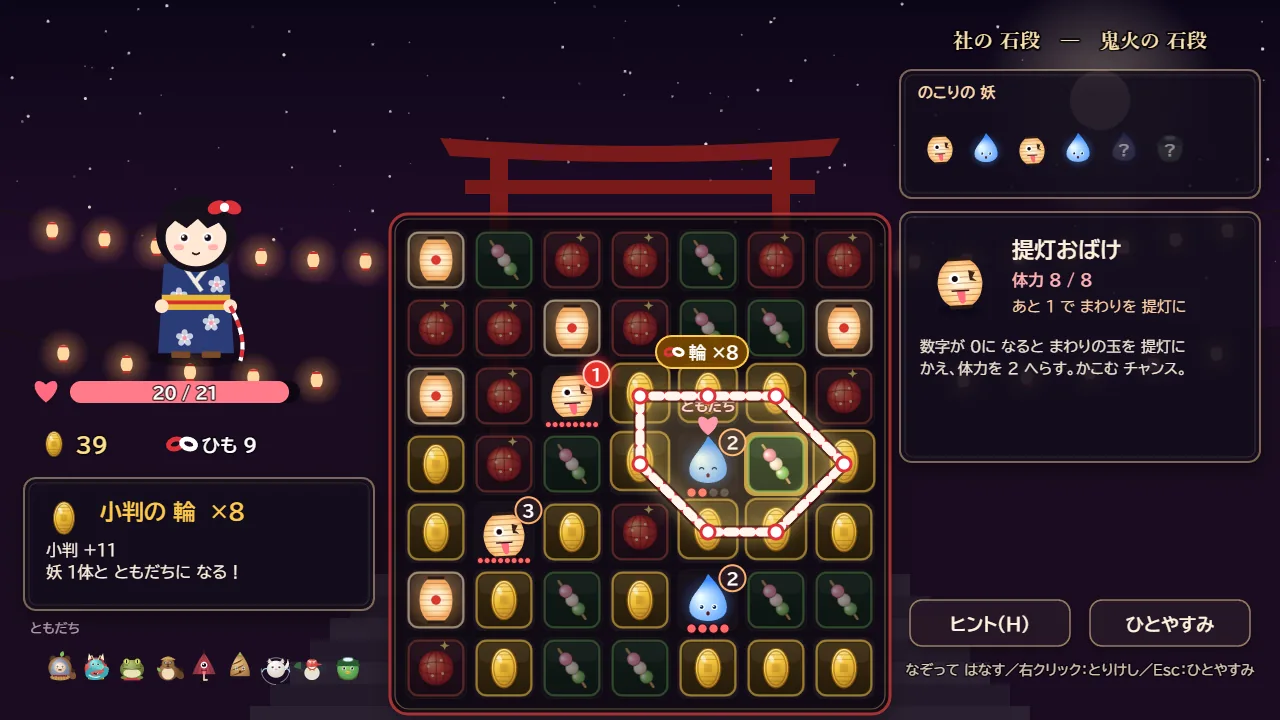 社の 石段 ― 鬼火の 石段
のこりの 妖
? ?
提灯おばけ
体力 8 / 8
あと 1 で まわりを 提灯に
数字が 0に なると まわりの玉を 提灯に
かえ、体力を 2 へらす。かこむ チャンス。
輪 ×8
1
ともだち
2
3
2
20 / 21
39
ひも 9
小判の 輪 ×8
小判 +11
妖 1体と ともだちに なる!
ともだち
ヒント(H)
ひとやすみ
なぞって はなす/右クリック:とりけし/Esc:ひとやすみ